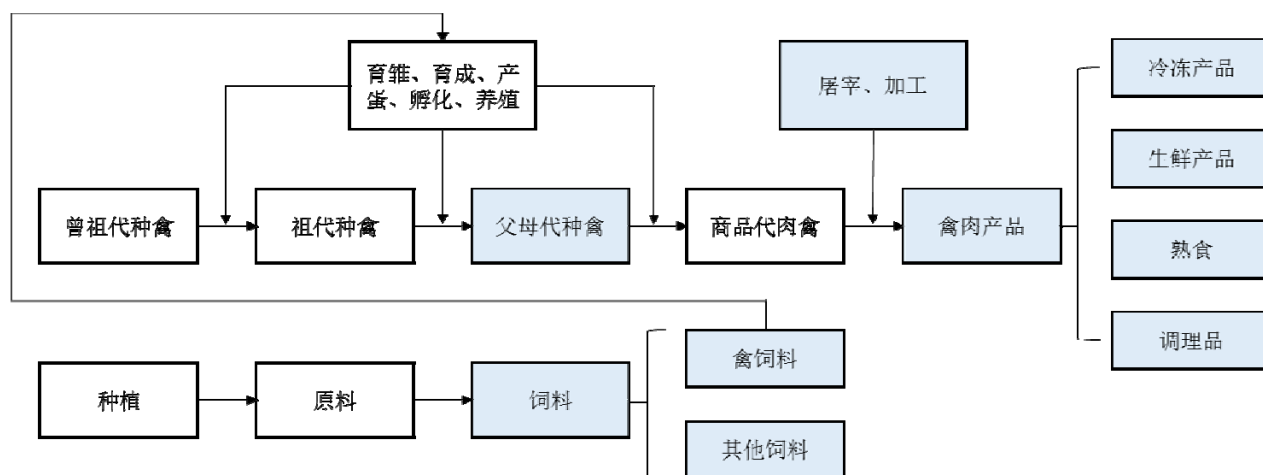 育雏、育成、产
蛋、孵化、养殖
屠宰、加工
冷冻产品
生鲜产品
曾祖代种禽
祖代种禽
父母代种禽
商品代肉禽
禽肉产品
熟食
调理品
禽饲料
种植
原料
饲料
其他饲料